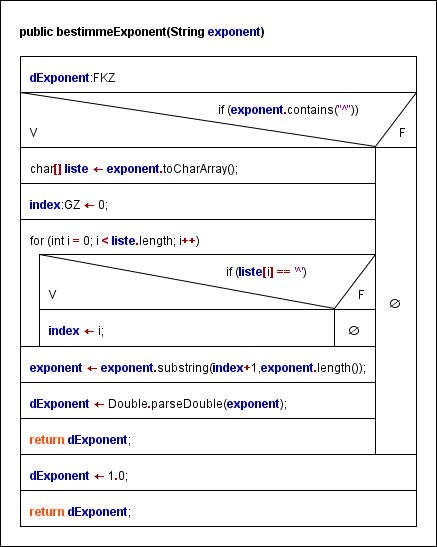 public bestimmeExponent(String exponent)
dExponent:FKZ
if (exponent.contains("^"))
V
F
char[] liste ← exponent.toCharArray();
index:GZ ← 0;
for (int i = 0; i < liste.length; i++)
if (liste[i] == '^')
V
F
∅
index ← i;
∅
exponent ← exponent.substring(index+1,exponent.length());
dExponent ← Double.parseDouble(exponent);
return dExponent;
dExponent ← 1.0;
return dExponent;